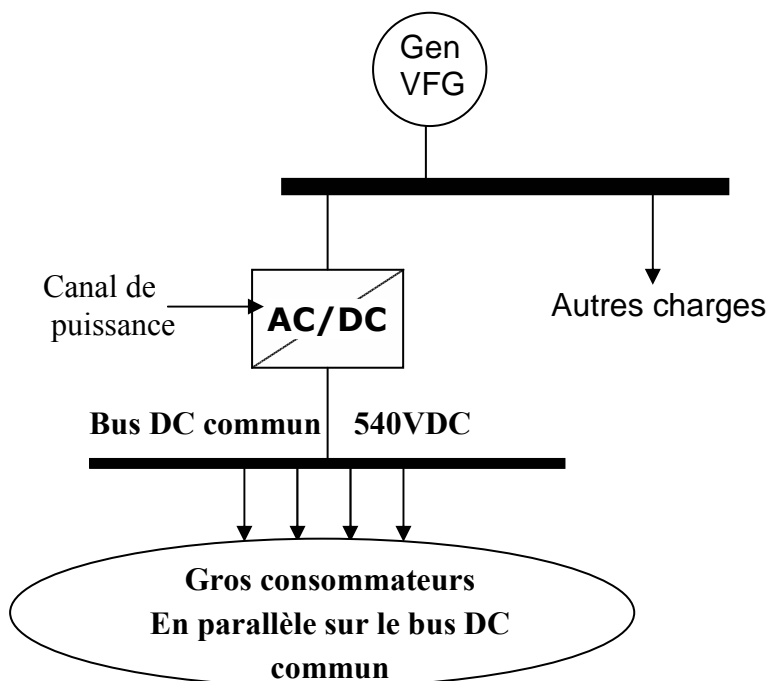 Gen
VFG
Canal de
puissance
AC/DC
Autres charges
Bus DC commun 540VDC
Gros consommateurs
En parallèle sur le bus DC
commun